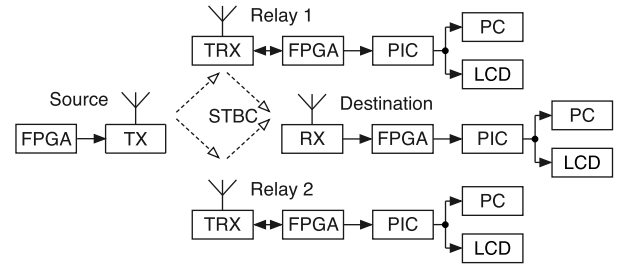 Relay 1
TRX
FPGA
PIC
PC
LCD
Source
FPGA
TX
STBC
Destination
RX
FPGA
PIC
PC
LCD
Relay 2
TRX
FPGA
PIC
PC
LCD